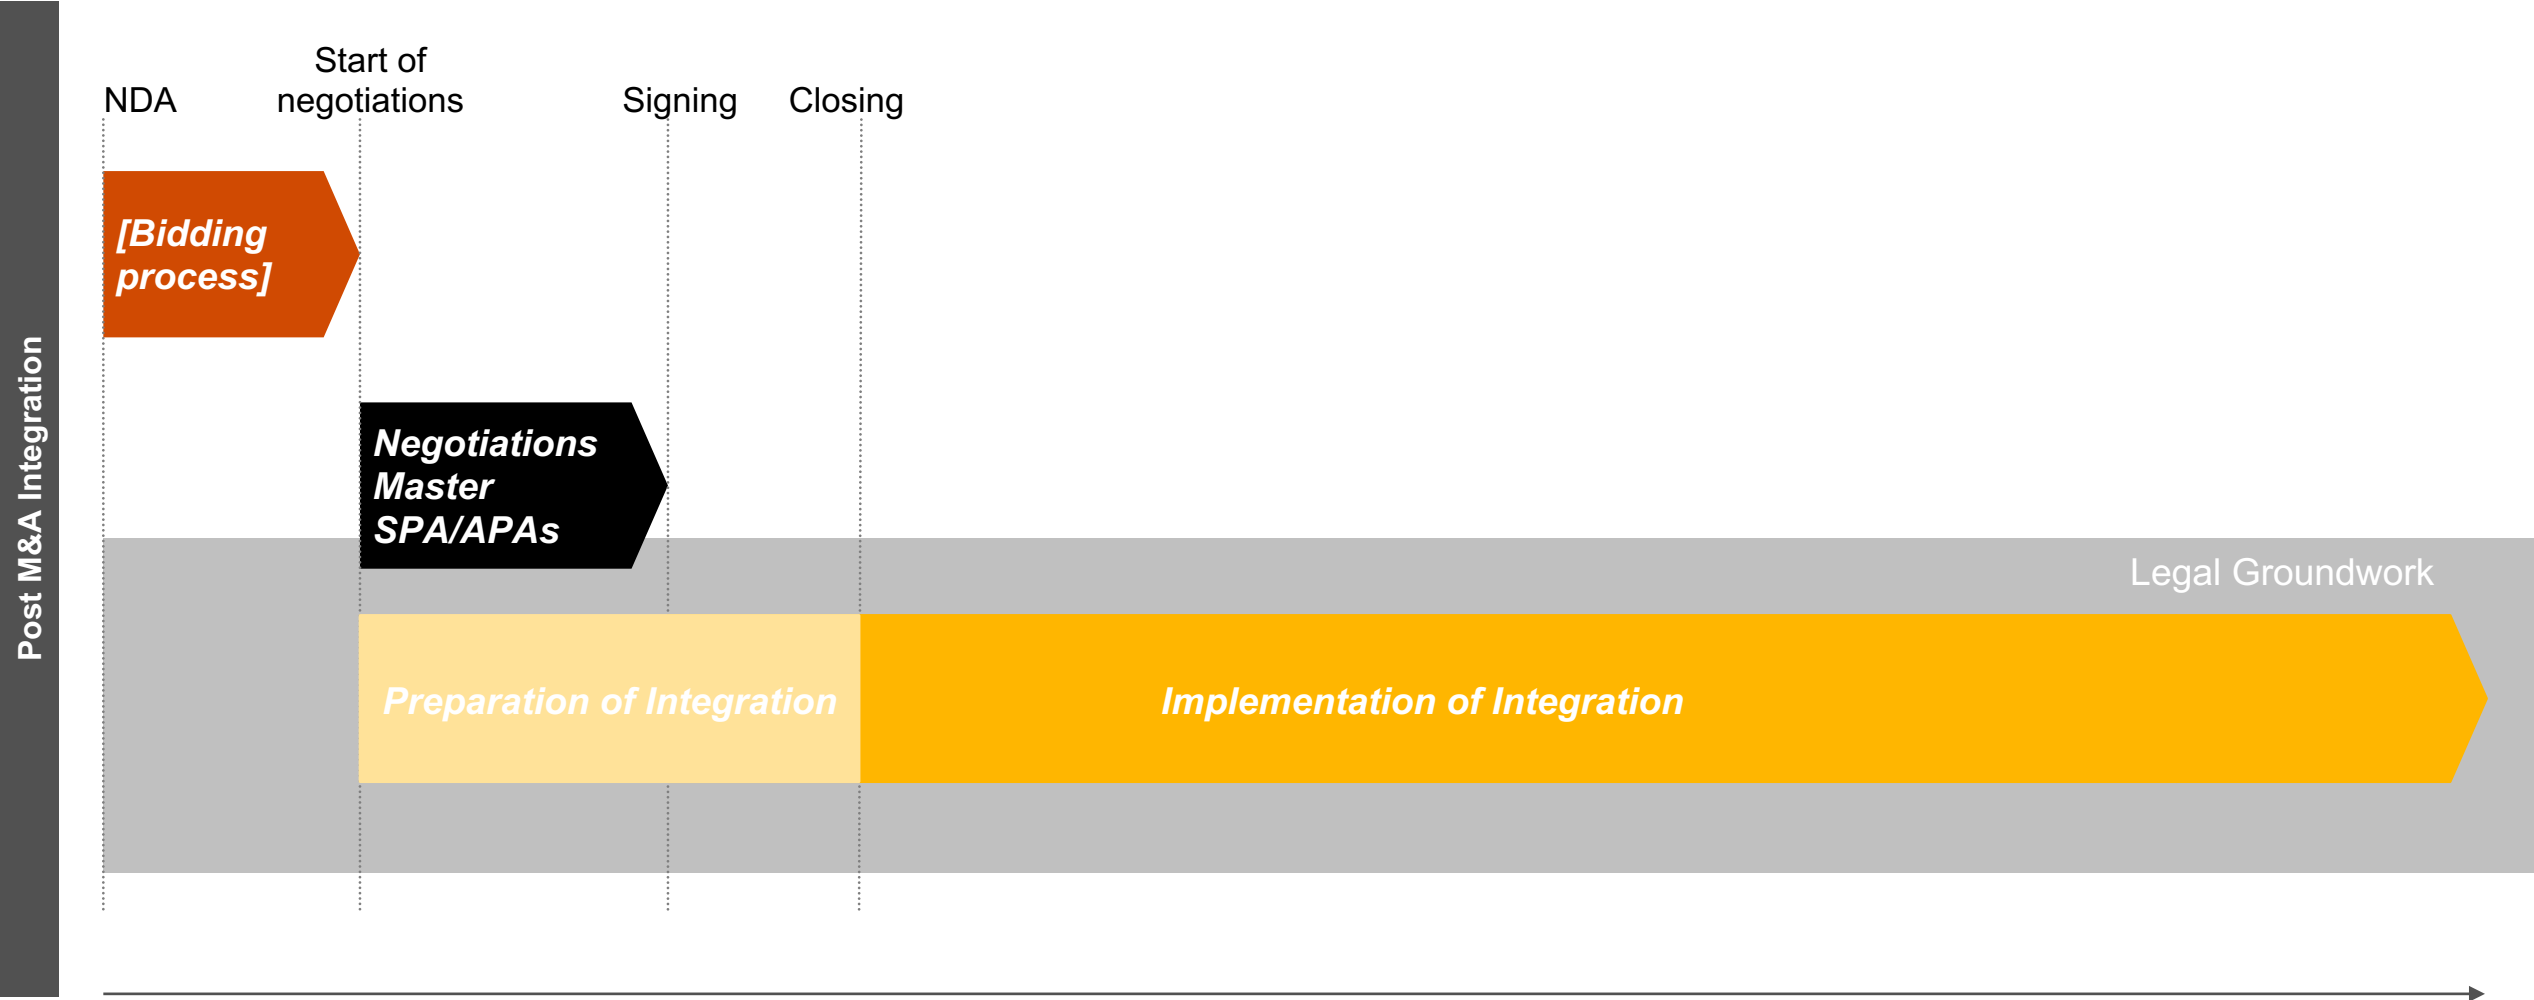 Post M&A Integration
Start of
NDA
negotiations
Signing
Closing
[Bidding
process]
Negotiations
Master
SPA/APAs
Legal Groundwork
Preparation of Integration
Implementation of Integration